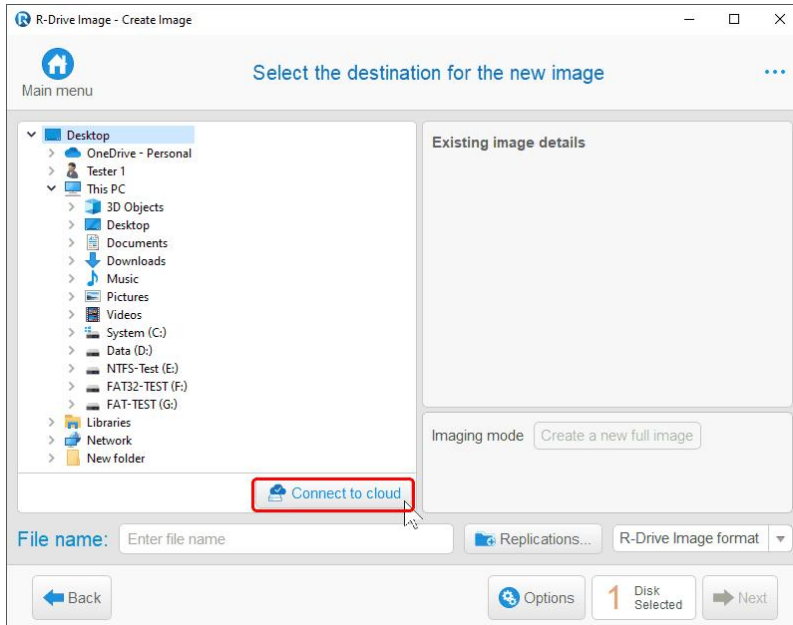 R-Drive Image - Create Image
Main menu
Select the destination for the new image
Desktop
OneDrive - Personal
Tester 1
This PC
3D Objects
Desktop
Documents
Downloads
Music
Pictures
Videos
System (C:)
Data (D:)
NTFS-Test (E:)
FAT32-TEST (F:)
FAT-TEST (G:)
Libraries
Network
New folder
Connect to cloud
Existing image details
Imaging mode Create a new full image
File name: Enter file name Replications... R-Drive Image format
Back Options 1 Disk Selected Next